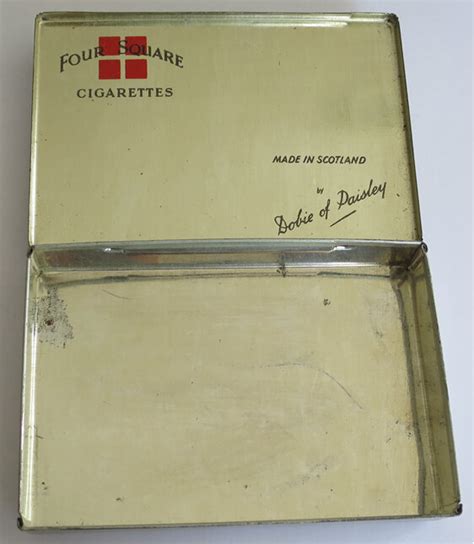 FOUR SQUARE
CIGARETTES
MADE IN SCOTLAND
by
Dobie of Paisley